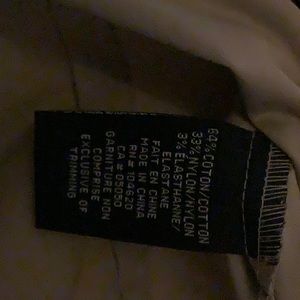 64% COTON/COTTON
33% NYLON/NYLON
3% ELASTHANNE/
ELASTANE
FAIT EN CHINE
MADE IN CHINA
RN# 104620
CA# 05050
GARNITURE NON
COMPRISE
EXCLUSIVE OF
TRIMMING